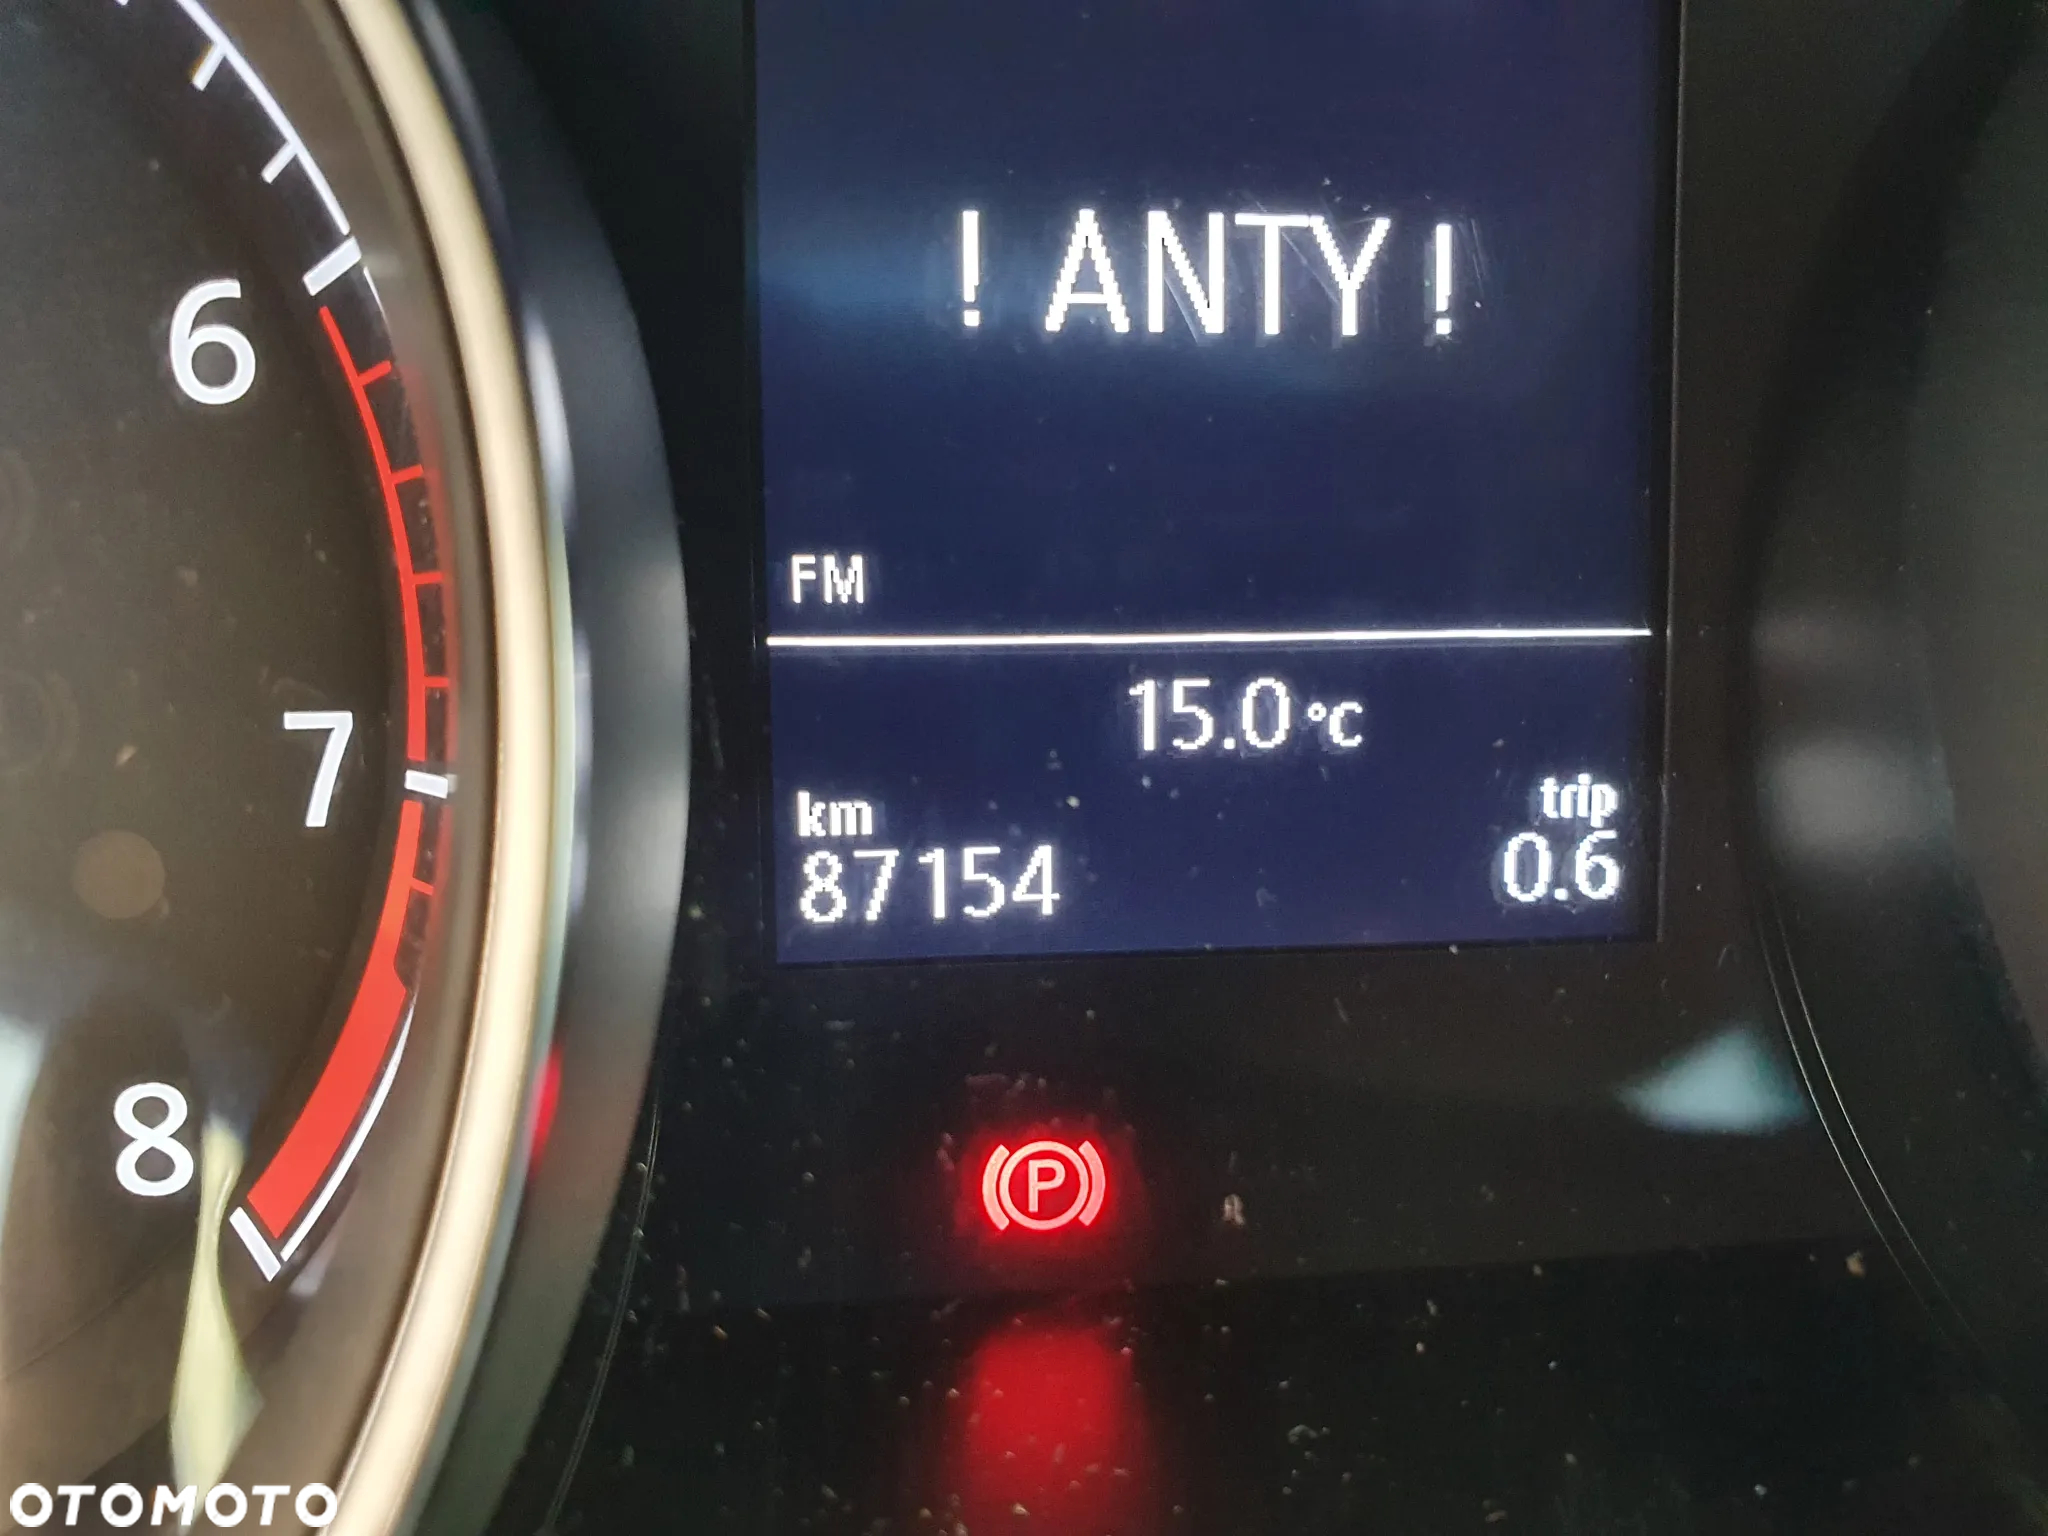 ! ANTY !
6
FM
15.0 °C
7
km
trip
87154
0.6
8
P
OTOMOTO